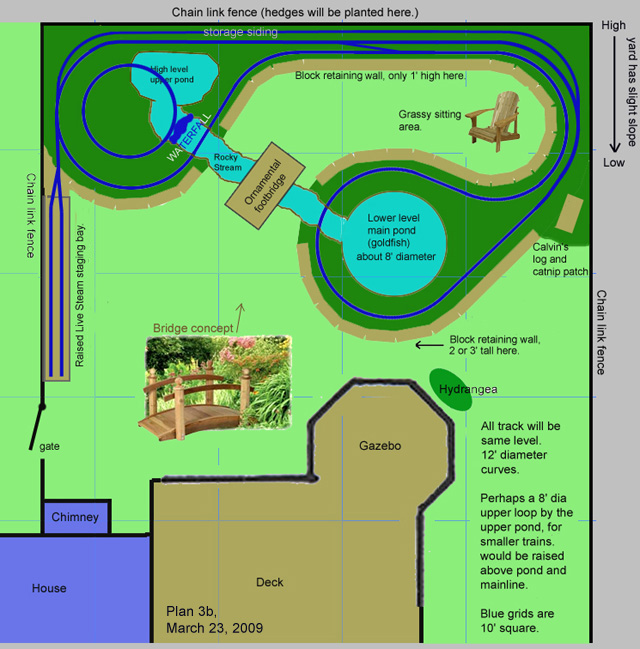 Chain link fence (hedges will be planted here.)
storage siding
High
yard has slight slope
Low
High level
upper pond
Block retaining wall, only 1' high here.
Grassy sitting
area.
WATERFALL
Rocky
Stream
Ornamental
footbridge
Chain link fence
Lower level
main pond
(goldfish)
about 8' diameter
Calvin's
log and
catnip patch
Raised Live Steam staging bay.
Chain link fence
Bridge concept
Block retaining wall,
2 or 3' tall here.
Hydrangea
gate
Gazebo
All track will be
same level.
12' diameter
curves.
Perhaps a 8' dia
upper loop by the
upper pond, for
smaller trains.
would be raised
above pond and
mainline.
Blue grids are
10' square.
Chimney
House
Deck
Plan 3b,
March 23, 2009